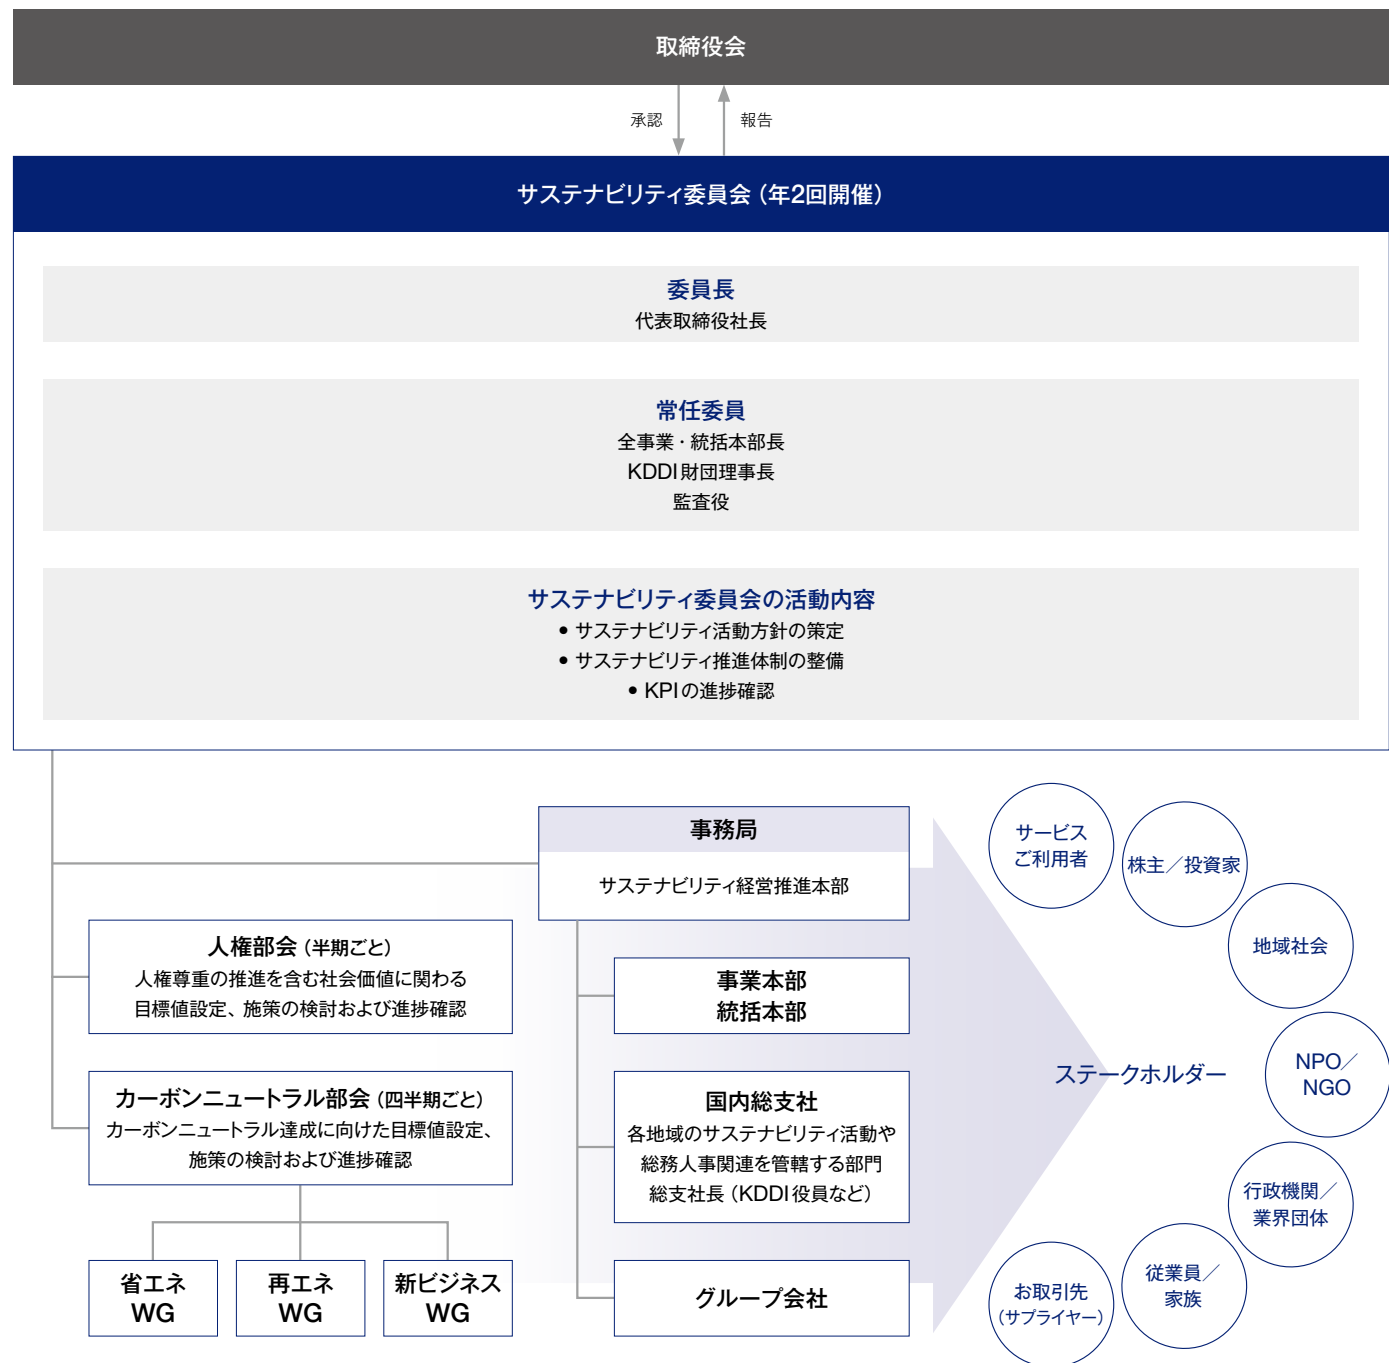 取締役会
承認
報告
サステナビリティ委員会（年2回開催）
委員長
代表取締役社長
常任委員
全事業・統括本部長
KDDI財団理事長
監査役
サステナビリティ委員会の活動内容
• サステナビリティ活動方針の策定
• サステナビリティ推進体制の整備
• KPIの進捗確認
事務局
サステナビリティ経営推進本部
人権部会（半期ごと）
人権尊重の推進を含む社会価値に関わる
目標値設定、施策の検討および進捗確認
カーボンニュートラル部会（四半期ごと）
カーボンニュートラル達成に向けた目標値設定、
施策の検討および進捗確認
省エネ
WG
再エネ
WG
新ビジネス
WG
事業本部
統括本部
国内総支社
各地域のサステナビリティ活動や
総務人事関連を管轄する部門
総支社長（KDDI役員など）
グループ会社
ステークホルダー
サービス
ご利用者
株主／投資家
地域社会
NPO／
NGO
行政機関／
業界団体
従業員／
家族
お取引先
（サプライヤー）